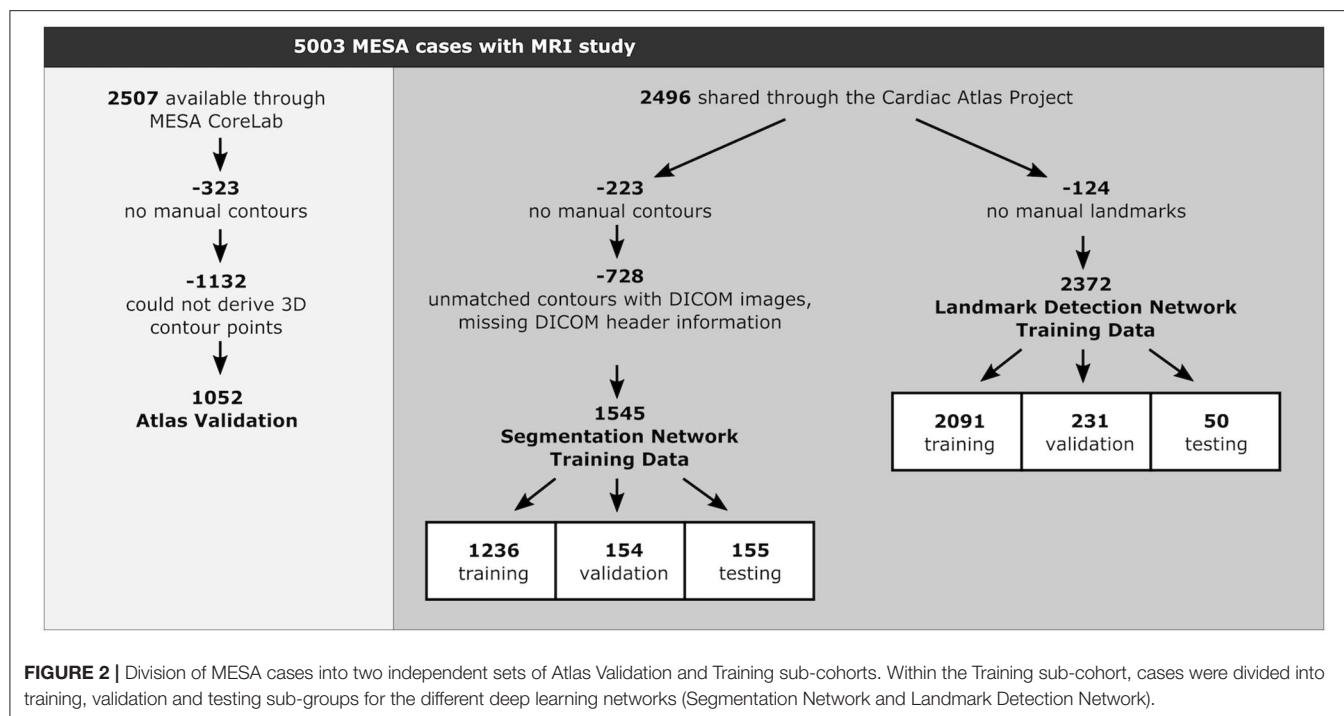 5003 MESA cases with MRI study
2507 available through
MESA CoreLab
-323
no manual contours
-1132
could not derive 3D
contour points
1052
Atlas Validation
2496 shared through the Cardiac Atlas Project
-223
no manual contours
-728
unmatched contours with DICOM images,
missing DICOM header information
1545
Segmentation Network
Training Data
1236
training
154
validation
155
testing
-124
no manual landmarks
2372
Landmark Detection Network
Training Data
2091
training
231
validation
50
testing
FIGURE 2 | Division of MESA cases into two independent sets of Atlas Validation and Training sub-cohorts. Within the Training sub-cohort, cases were divided into
training, validation and testing sub-groups for the different deep learning networks (Segmentation Network and Landmark Detection Network).